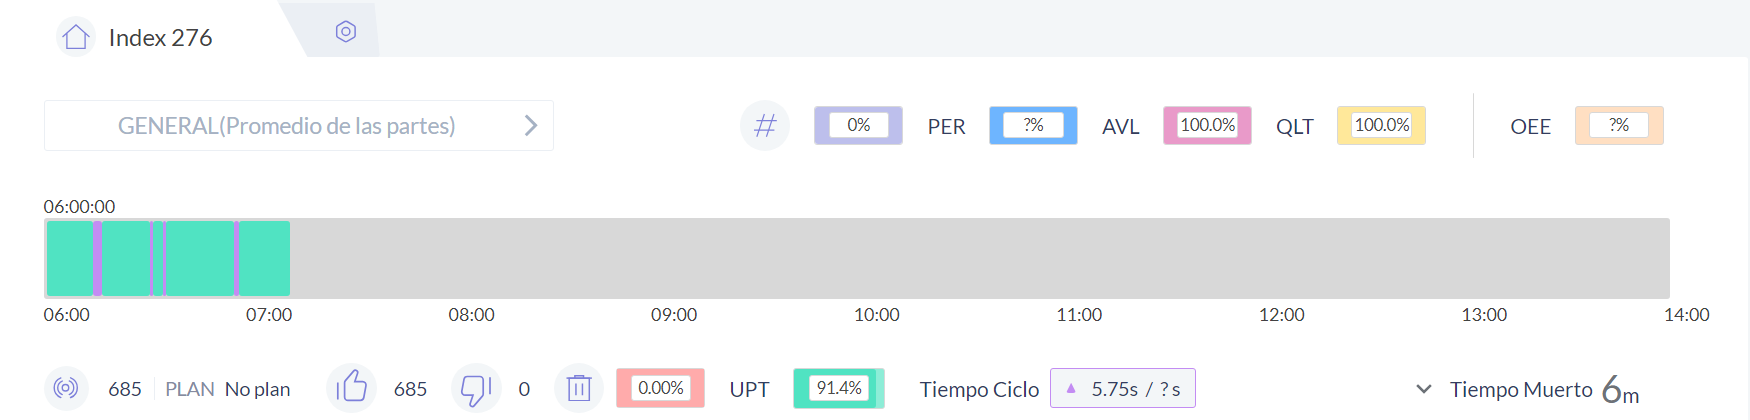 Index 276
GENERAL(Promedio de las partes)
# 0% PER ?% AVL 100.0% QLT 100.0% OEE ?%
06:00:00
06:00 07:00 08:00 09:00 10:00 11:00 12:00 13:00 14:00
685 PLAN No plan 685 0 0.00% UPT 91.4% Tiempo Ciclo 5.75s / ? s Tiempo Muerto 6m